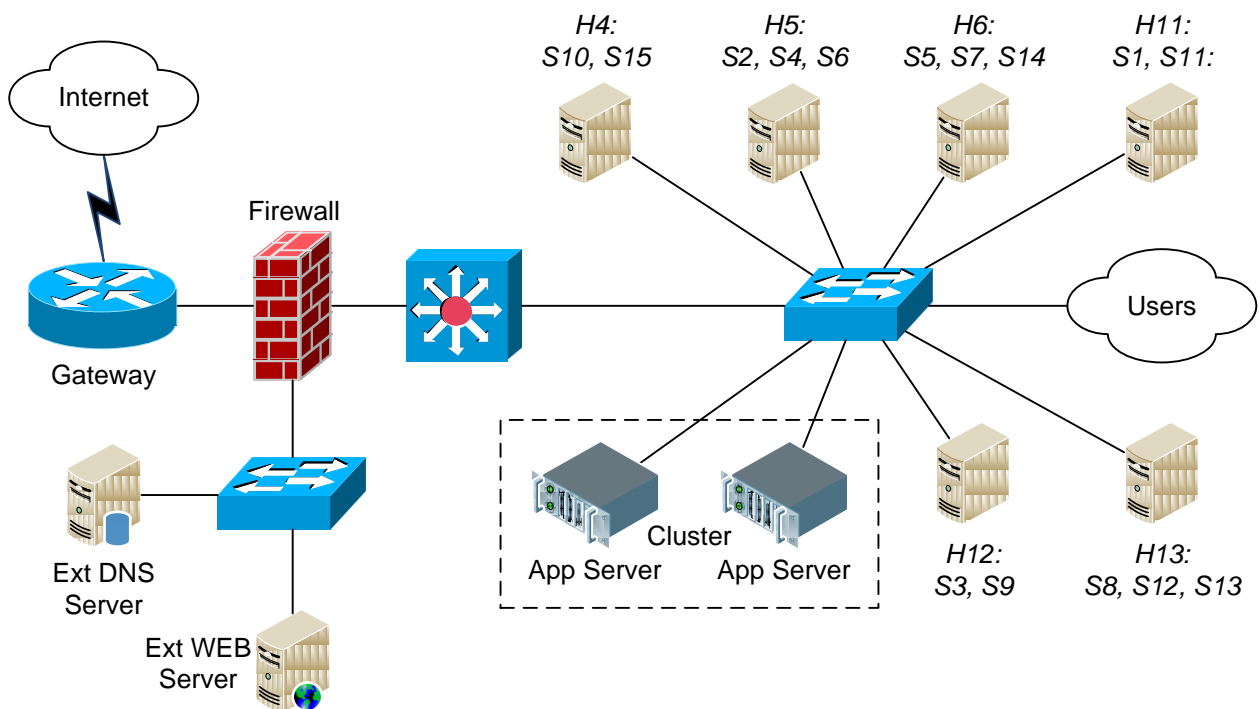 H4:
S10, S15
H5:
S2, S4, S6
H6:
S5, S7, S14
H11:
S1, S11:
Internet
Firewall
Gateway
Users
Cluster
App Server
App Server
H12:
S3, S9
H13:
S8, S12, S13
Ext DNS
Server
Ext WEB
Server